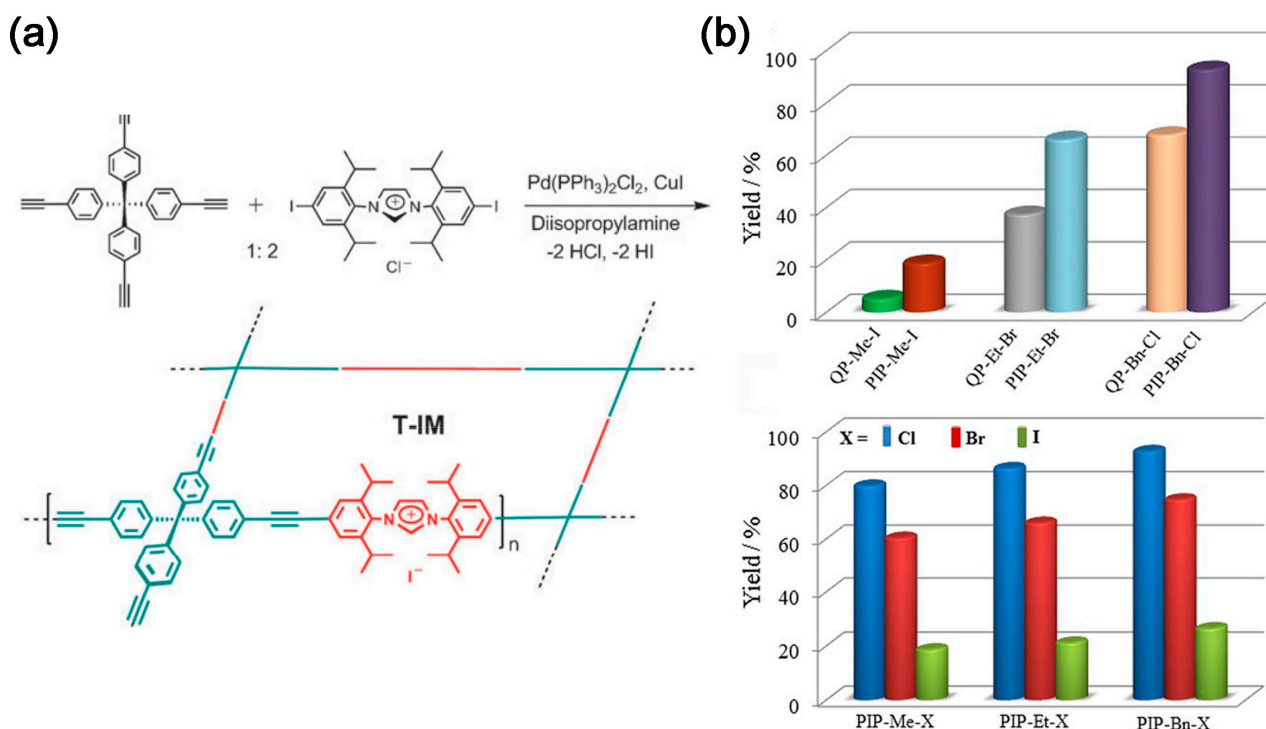 (a)
I
+
N
+
N
I
1: 2
Cl−
Pd(PPh3)2Cl2, CuI
Diisopropylamine
-2 HCl, -2 HI
T-IM
N
+
N
I−
n
(b)
Yield / %
100
80
60
40
20
0
QP-Me-I
PIP-Me-I
QP-Et-Br
PIP-Et-Br
QP-Bn-Cl
PIP-Bn-Cl
Yield / %
100
80
60
40
20
0
X = Cl Br I
PIP-Me-X
PIP-Et-X
PIP-Bn-X